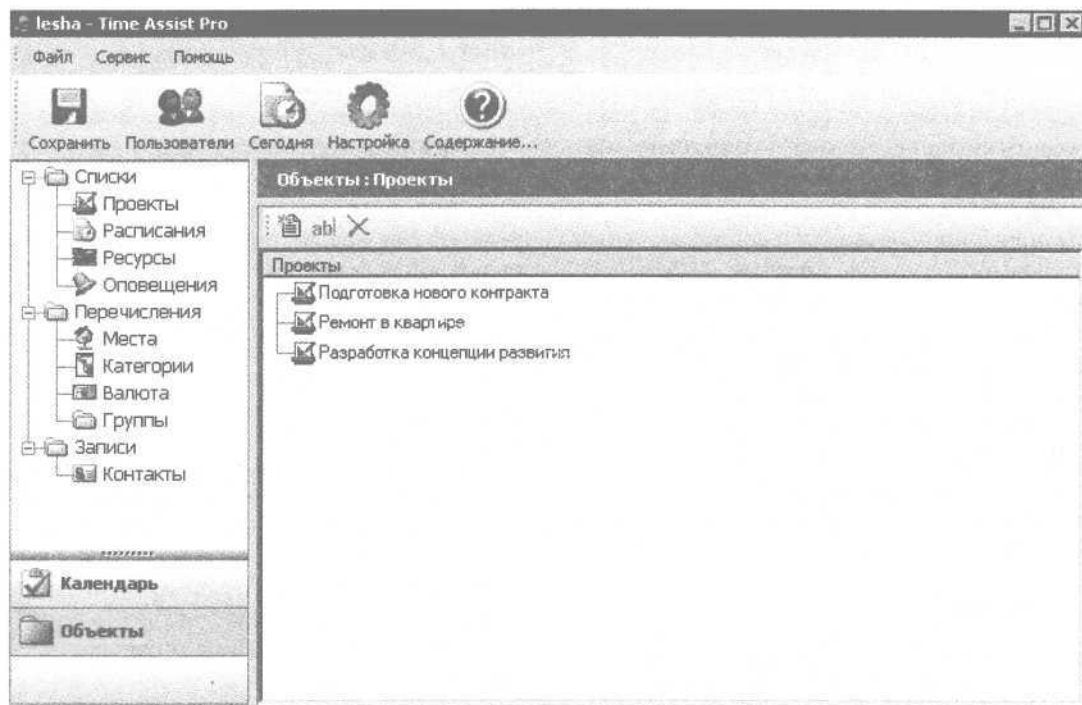 lesha - Time Assist Pro
Файл Сервис Помощь
Сохранить Пользователи Сегодня Настройка Содержание...
Списки
Проекты
Расписания
Ресурсы
Оповещения
Перечисления
Места
Категории
Валюта
Группы
Записи
Контакты
Календарь
Объекты
Объекты : Проекты
abl
Проекты
Подготовка нового контракта
Ремонт в квартире
Разработка концепции развития